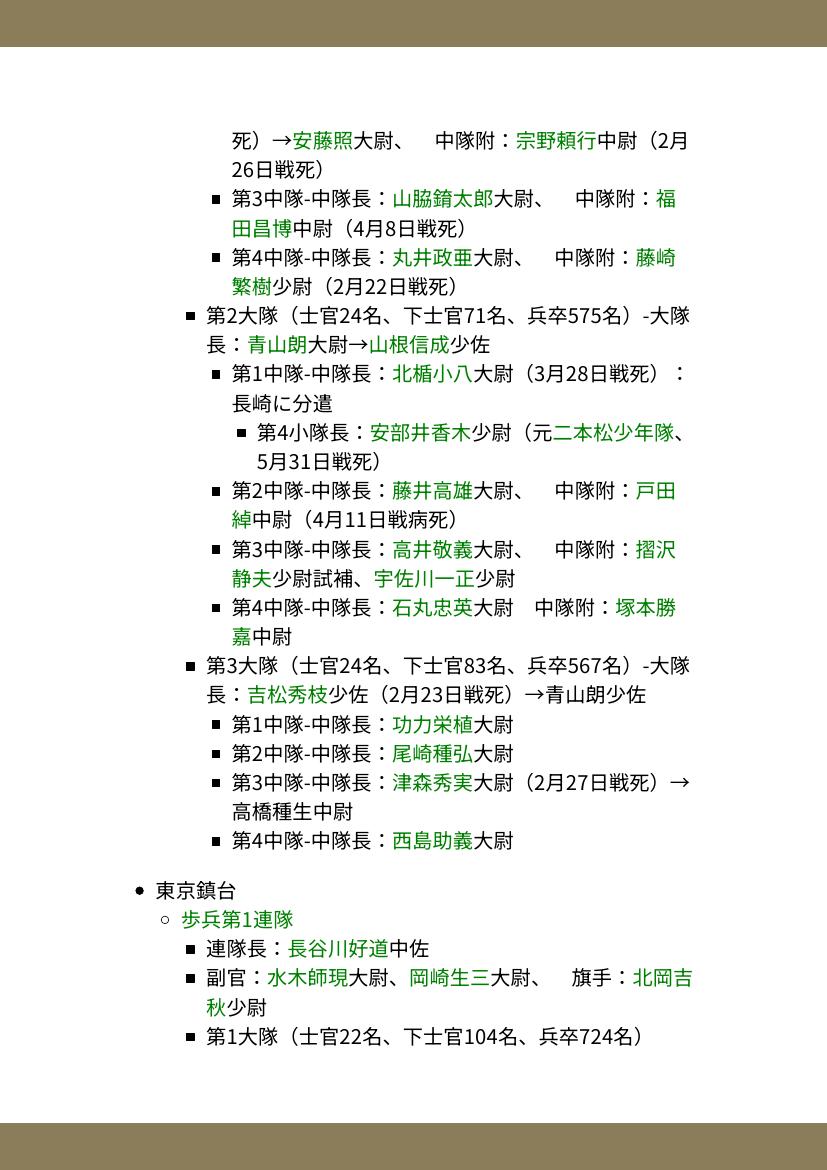 死）→安藤照大尉、　中隊附：宗野頼行中尉（2月
26日戦死）
第3中隊-中隊長：山脇錥太郎大尉、　中隊附：福
田昌博中尉（4月8日戦死）
第4中隊-中隊長：丸井政亜大尉、　中隊附：藤崎
繁樹少尉（2月22日戦死）
第2大隊（士官24名、下士官71名、兵卒575名）-大隊
長：青山朗大尉→山根信成少佐
第1中隊-中隊長：北楯小八大尉（3月28日戦死）：
長崎に分遣
第4小隊長：安部井香木少尉（元二本松少年隊、
5月31日戦死）
第2中隊-中隊長：藤井高雄大尉、　中隊附：戸田
綽中尉（4月11日戦病死）
第3中隊-中隊長：高井敬義大尉、　中隊附：摺沢
静夫少尉試補、宇佐川一正少尉
第4中隊-中隊長：石丸忠英大尉　中隊附：塚本勝
嘉中尉
第3大隊（士官24名、下士官83名、兵卒567名）-大隊
長：吉松秀枝少佐（2月23日戦死）→青山朗少佐
第1中隊-中隊長：功力栄植大尉
第2中隊-中隊長：尾崎種弘大尉
第3中隊-中隊長：津森秀実大尉（2月27日戦死）→
高橋種生中尉
第4中隊-中隊長：西島助義大尉
東京鎮台
歩兵第1連隊
連隊長：長谷川好道中佐
副官：水木師現大尉、岡崎生三大尉、　旗手：北岡吉
秋少尉
第1大隊（士官22名、下士官104名、兵卒724名）